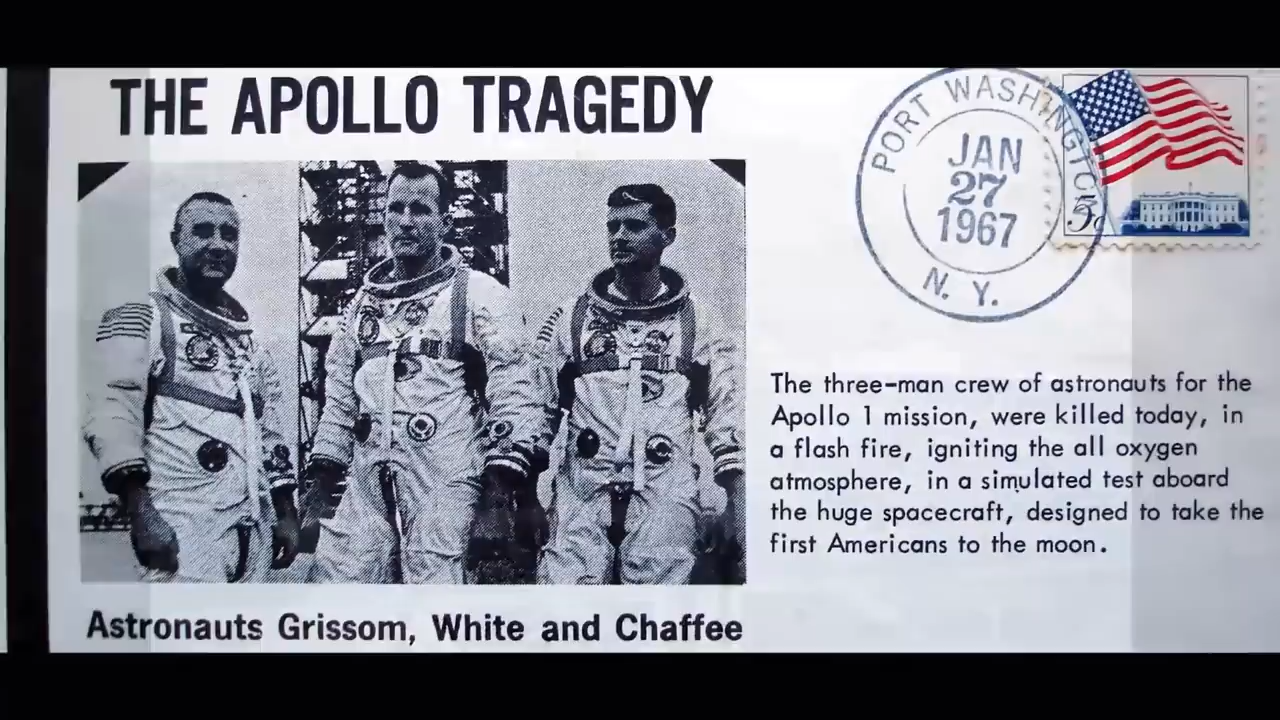 THE APOLLO TRAGEDY
PORT WASHINGTON
JAN
27
1967
N. Y.
5c
The three-man crew of astronauts for the
Apollo 1 mission, were killed today, in
a flash fire, igniting the all oxygen
atmosphere, in a simulated test aboard
the huge spacecraft, designed to take the
first Americans to the moon.
Astronauts Grissom, White and Chaffee